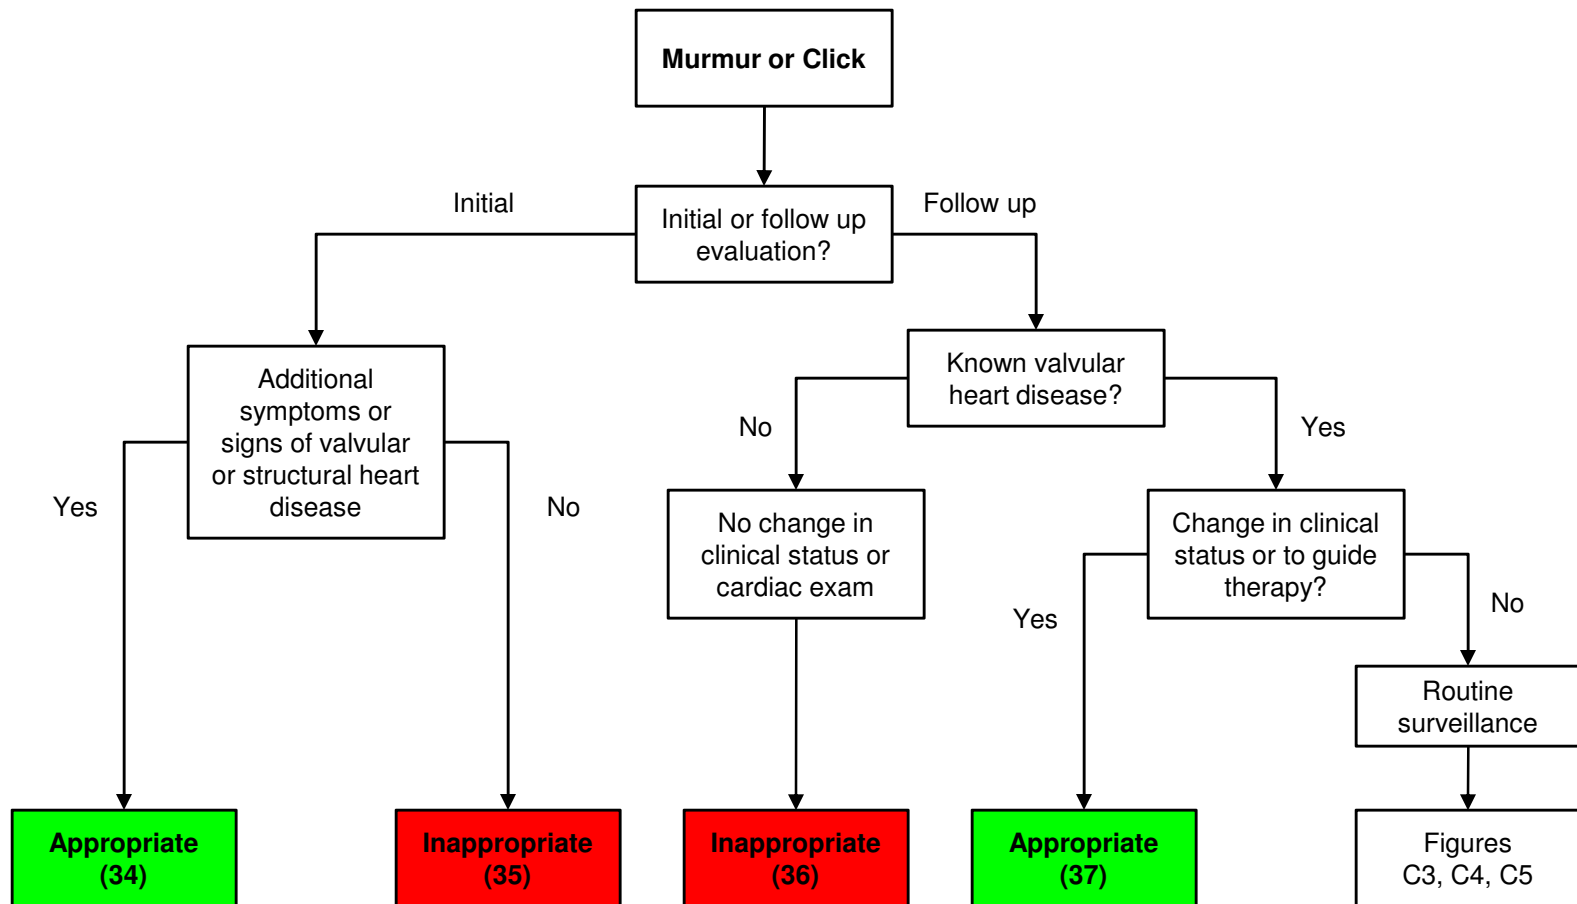 Murmur or Click
Initial
Initial or follow up
evaluation?
Follow up
Additional
symptoms or
signs of valvular
or structural heart
disease
Known valvular
heart disease?
Yes
No
No
Yes
No change in
clinical status or
cardiac exam
Change in clinical
status or to guide
therapy?
Yes
No
Routine
surveillance
Appropriate
(34)
Inappropriate
(35)
Inappropriate
(36)
Appropriate
(37)
Figures
C3, C4, C5